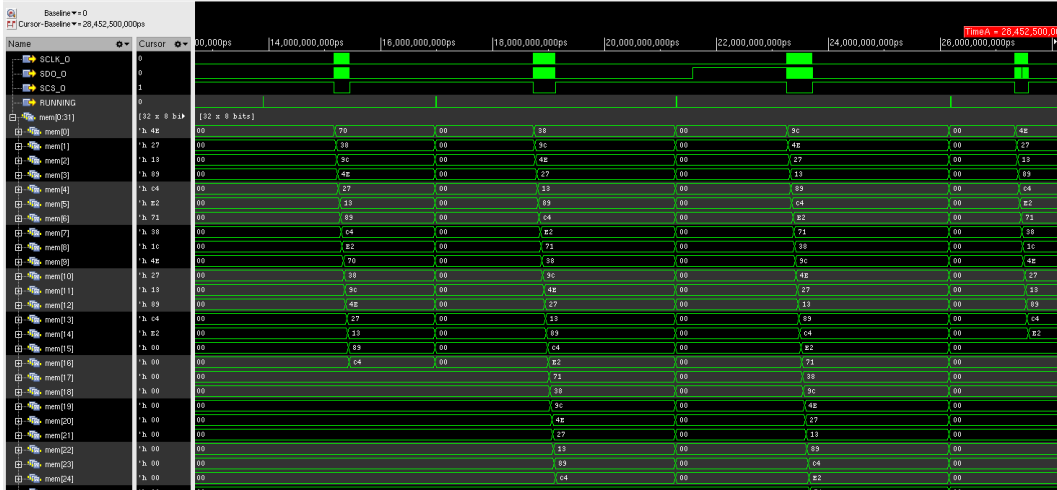 Baseline ▾= 0
Cursor-Baseline ▾= 28,452,500,000ps
TimeA = 28,452,500,0
Name Cursor 00,000,000ps 14,000,000,000ps 16,000,000,000ps 18,000,000,000ps 20,000,000,000ps 22,000,000,000ps 24,000,000,000ps 26,000,000,000ps
SCLK_O 0
SDO_O 0
SCS_O 1
RUNNING 0
mem[0:31] [32 x 8 bi [32 x 8 bits]
mem[0] 'h 4E 00 70 00 38 00 9C 00 4E
mem[1] 'h 27 00 38 00 9C 00 4E 00 27
mem[2] 'h 13 00 9C 00 4E 00 27 00 13
mem[3] 'h 89 00 4E 00 27 00 13 00 89
mem[4] 'h C4 00 27 00 13 00 89 00 C4
mem[5] 'h E2 00 13 00 89 00 C4 00 E2
mem[6] 'h 71 00 89 00 C4 00 E2 00 71
mem[7] 'h 38 00 C4 00 E2 00 71 00 38
mem[8] 'h 1C 00 E2 00 71 00 38 00 1C
mem[9] 'h 4E 00 70 00 38 00 9C 00 4E
mem[10] 'h 27 00 38 00 9C 00 4E 00 27
mem[11] 'h 13 00 9C 00 4E 00 27 00 13
mem[12] 'h 89 00 4E 00 27 00 13 00 89
mem[13] 'h C4 00 27 00 13 00 89 00 C4
mem[14] 'h E2 00 13 00 89 00 C4 00 E2
mem[15] 'h 00 00 89 00 C4 00 E2 00
mem[16] 'h 00 00 C4 00 E2 00 71 00
mem[17] 'h 00 00 71 00 38 00
mem[18] 'h 00 00 38 00 9C 00
mem[19] 'h 00 00 9C 00 4E 00
mem[20] 'h 00 00 4E 00 27 00
mem[21] 'h 00 00 27 00 13 00
mem[22] 'h 00 00 13 00 89 00
mem[23] 'h 00 00 89 00 C4 00
mem[24] 'h 00 00 C4 00 E2 00